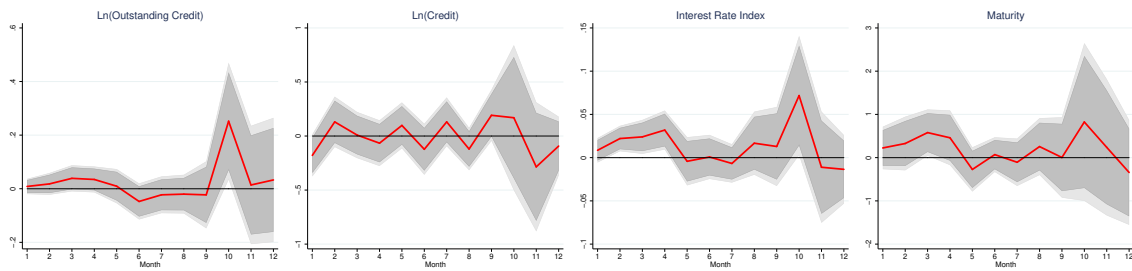 Ln(Outstanding Credit)
.6
.4
.2
0
-.2
1 2 3 4 5 6 7 8 9 10 11 12
Month
Ln(Credit)
1
.5
0
-.5
-1
1 2 3 4 5 6 7 8 9 10 11 12
Month
Interest Rate Index
.15
.1
.05
0
-.05
-.1
1 2 3 4 5 6 7 8 9 10 11 12
Month
Maturity
3
2
1
0
-1
-2
1 2 3 4 5 6 7 8 9 10 11 12
Month